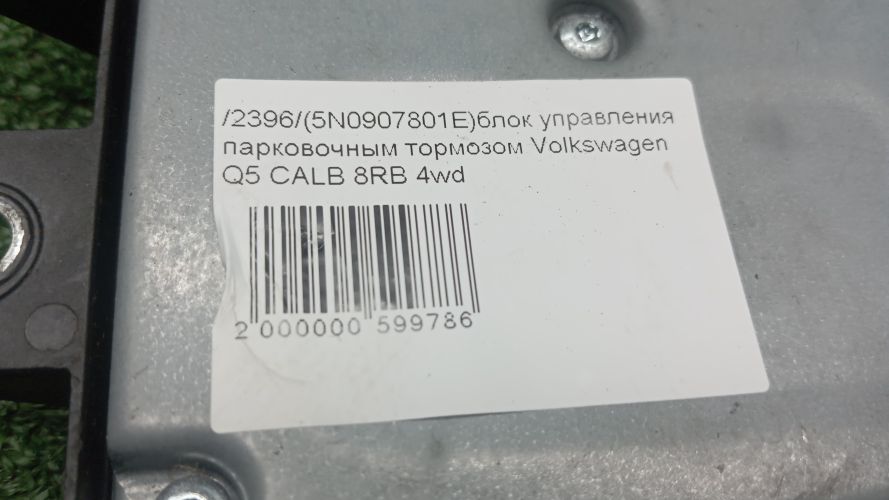 /2396/(5N0907801E)блок управления
парковочным тормозом Volkswagen
Q5 CALB 8RB 4wd
2 000000 599786